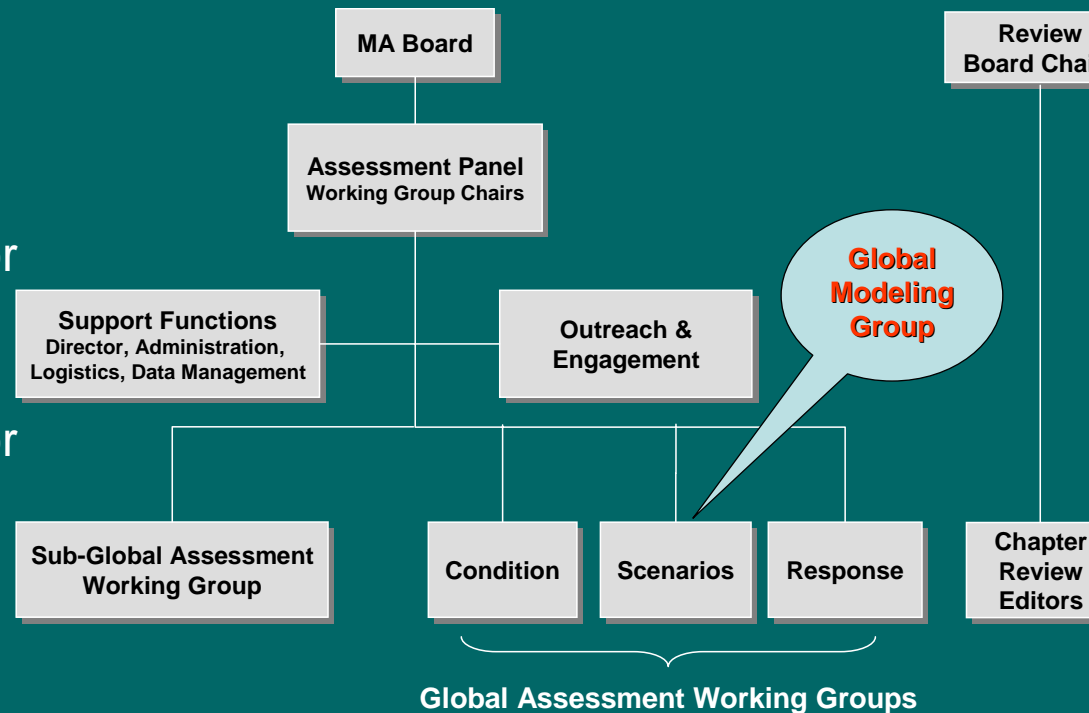 MA Board
Review
Board
Assessment Panel
Working Group Chairs
Global
Modeling
Group
Support Functions
Director, Administration,
Logistics, Data Management
Outreach &
Engagement
Sub-Global Assessment
Working Group
Condition
Scenarios
Response
Chapter
Review
Editors
Global Assessment Working Groups